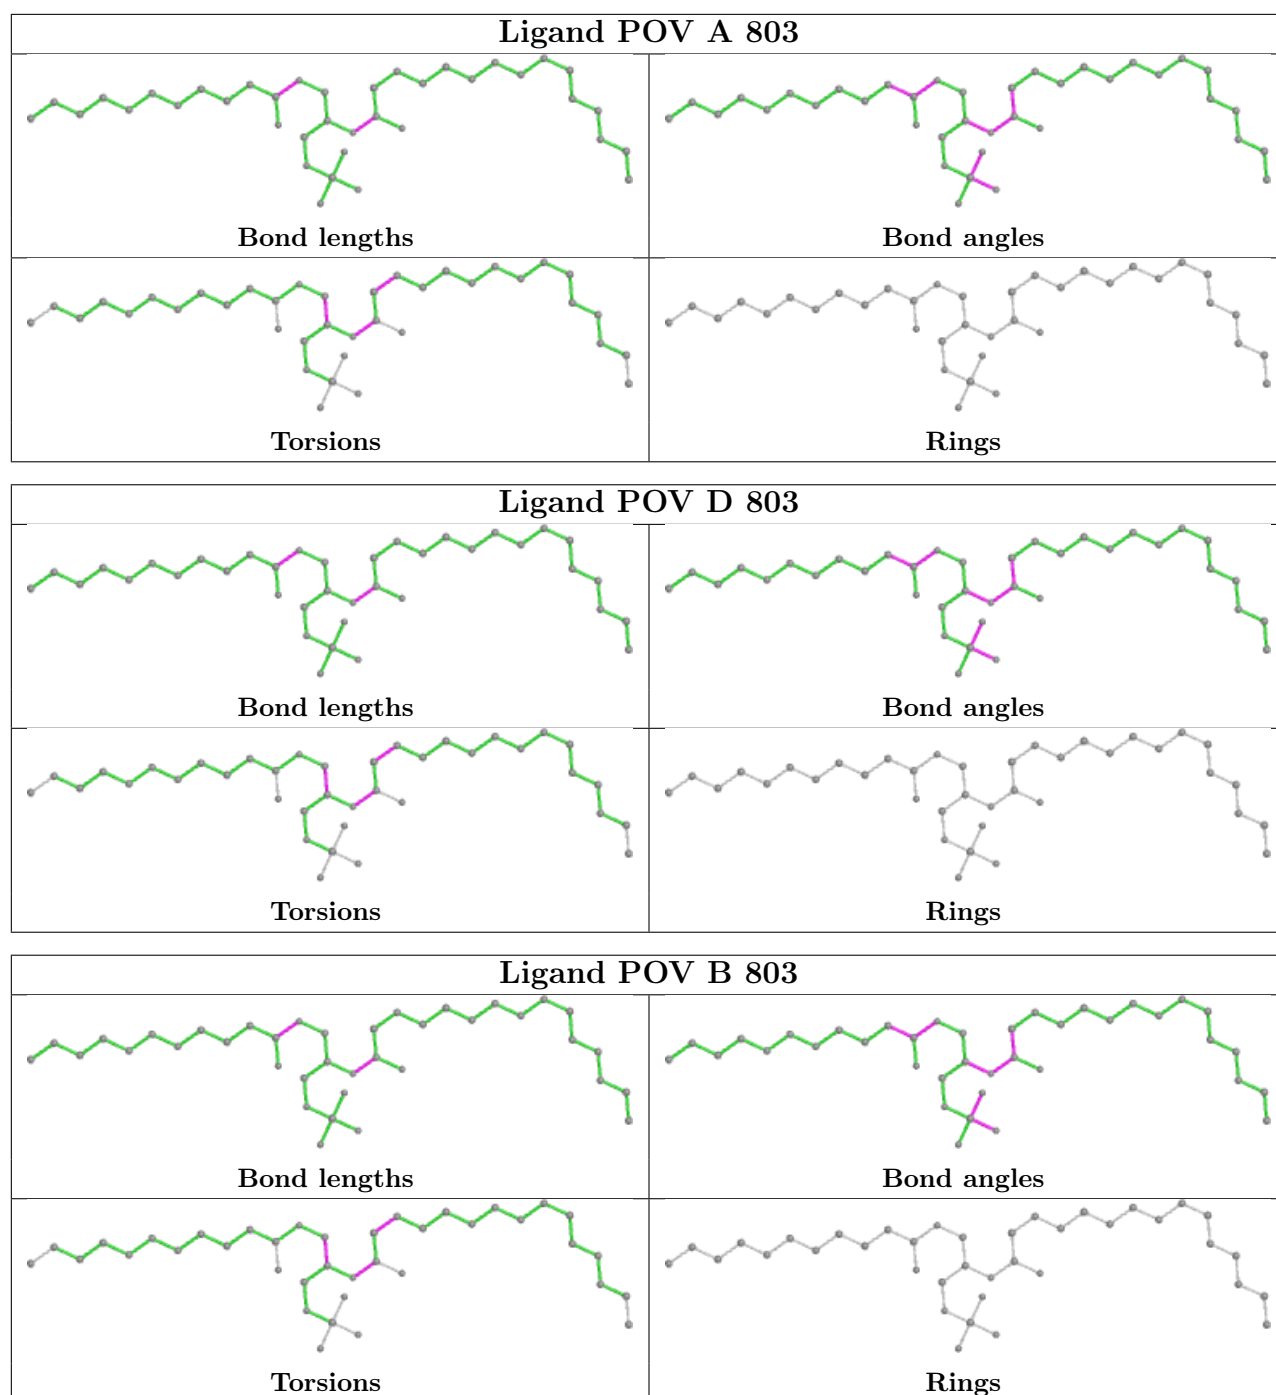 Ligand POV A 803
Bond lengths
Bond angles
Torsions
Rings
Ligand POV D 803
Bond lengths
Bond angles
Torsions
Rings
Ligand POV B 803
Bond lengths
Bond angles
Torsions
Rings